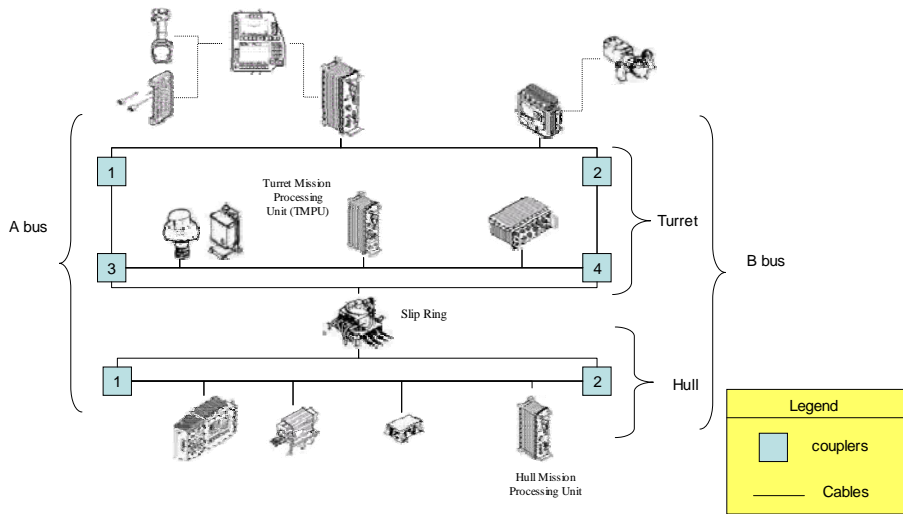 1
2
Turret Mission
Processing
Unit (TMPU)
Turret
A bus
3
4
B bus
Slip Ring
1
2
Hull
Hull Mission
Processing Unit
Legend
couplers
Cables